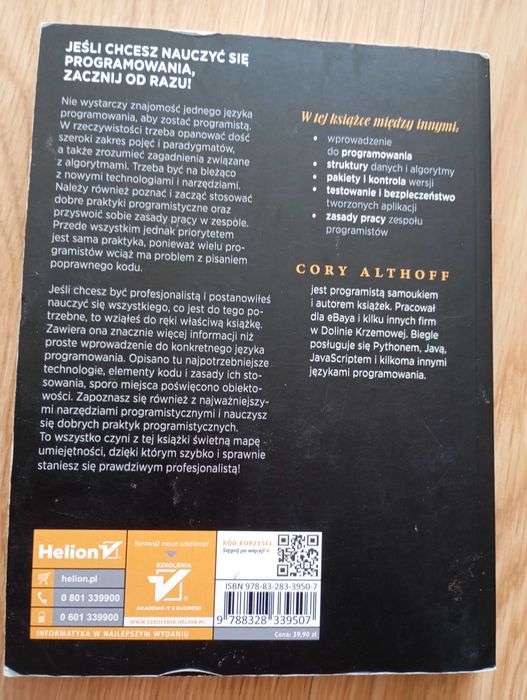 JEŚLI CHCESZ NAUCZYĆ SIĘ
PROGRAMOWANIA,
ZACZNIJ OD RAZU!
Nie wystarczy znajomość jednego języka
programowania, aby zostać programistą.
W rzeczywistości trzeba opanować dość
szeroki zakres pojęć i paradygmatów,
a także zrozumieć zagadnienia związane
z algorytmami. Trzeba być na bieżąco
z nowymi technologiami i narzędziami.
Należy również poznać i zacząć stosować
dobre praktyki programistyczne oraz
przyswoić sobie zasady pracy w zespole.
Przede wszystkim jednak priorytetem
jest sama praktyka, ponieważ wielu pro-
gramistów wciąż ma problem z pisaniem
poprawnego kodu.
Jeśli chcesz być profesjonalistą i postanowiłeś
nauczyć się wszystkiego, co jest do tego po-
trzebne, to wziąłeś do ręki właściwą książkę.
Zawiera ona znacznie więcej informacji niż
proste wprowadzenie do konkretnego języka
programowania. Opisano tu najpotrzebniejsze
technologie, elementy kodu i zasady ich sto-
sowania, sporo miejsca poświęcono obiekto-
wości. Zapoznasz się również z najważniejszy-
mi narzędziami programistycznymi i nauczysz
się dobrych praktyk programistycznych.
To wszystko czyni z tej książki świetną mapę
umiejętności, dzięki którym szybko i sprawnie
staniesz się prawdziwym profesjonalistą!
W tej książce między innymi:
• wprowadzenie
do programowania
• struktury danych i algorytmy
• pakiety i kontrola wersji
• testowanie i bezpieczeństwo
tworzonych aplikacji
• zasady pracy zespołu
programistów
CORY ALTHOFF
jest programistą samoukiem
i autorem książek. Pracował
dla eBaya i kilku innych firm
w Dolinie Krzemowej. Biegle
posługuje się Pythonem, Javą,
JavaScriptem i kilkoma innymi
językami programowania.
Helion
helion.pl
0 801 339900
0 601 339900
INFORMATYKA W NAJLEPSZYM WYDANIU
Sprawdź nasze szkolenia!
SZKOLENIA
AKADEMIA IT & BUSINESS
WWW.SZKOLENIA.HELION.PL
KOD KORZYŚCI
Sięgnij po więcej!
ISBN 978-83-283-3950-7
9 788328 339507
Cena: 39,90 zł